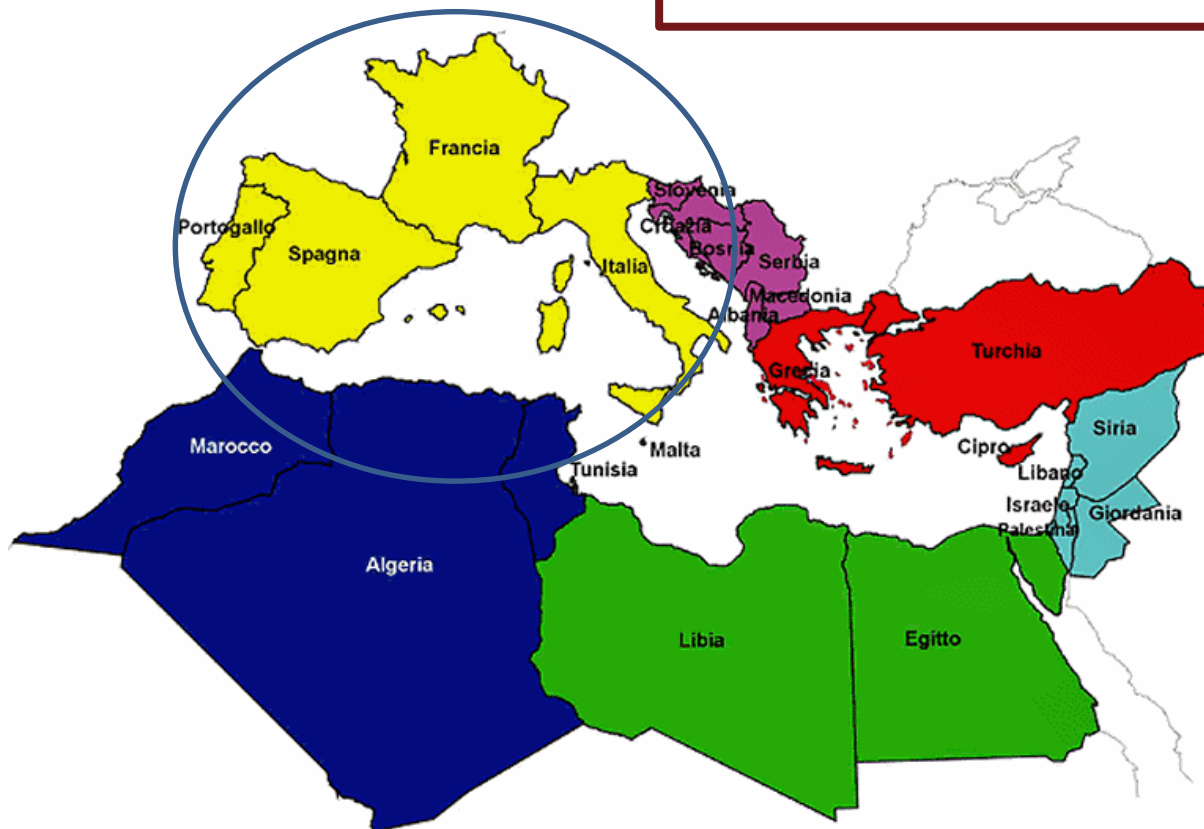 Francia
Slovenia
Portogallo
Croazia
Spagna
Bosnia
Italia
Serbia
Macedonia
Albania
Turchia
Grecia
Siria
Marocco
Malta
Cipro
Tunisia
Libano
Israele
Giordania
Palestina
Algeria
Libia
Egitto